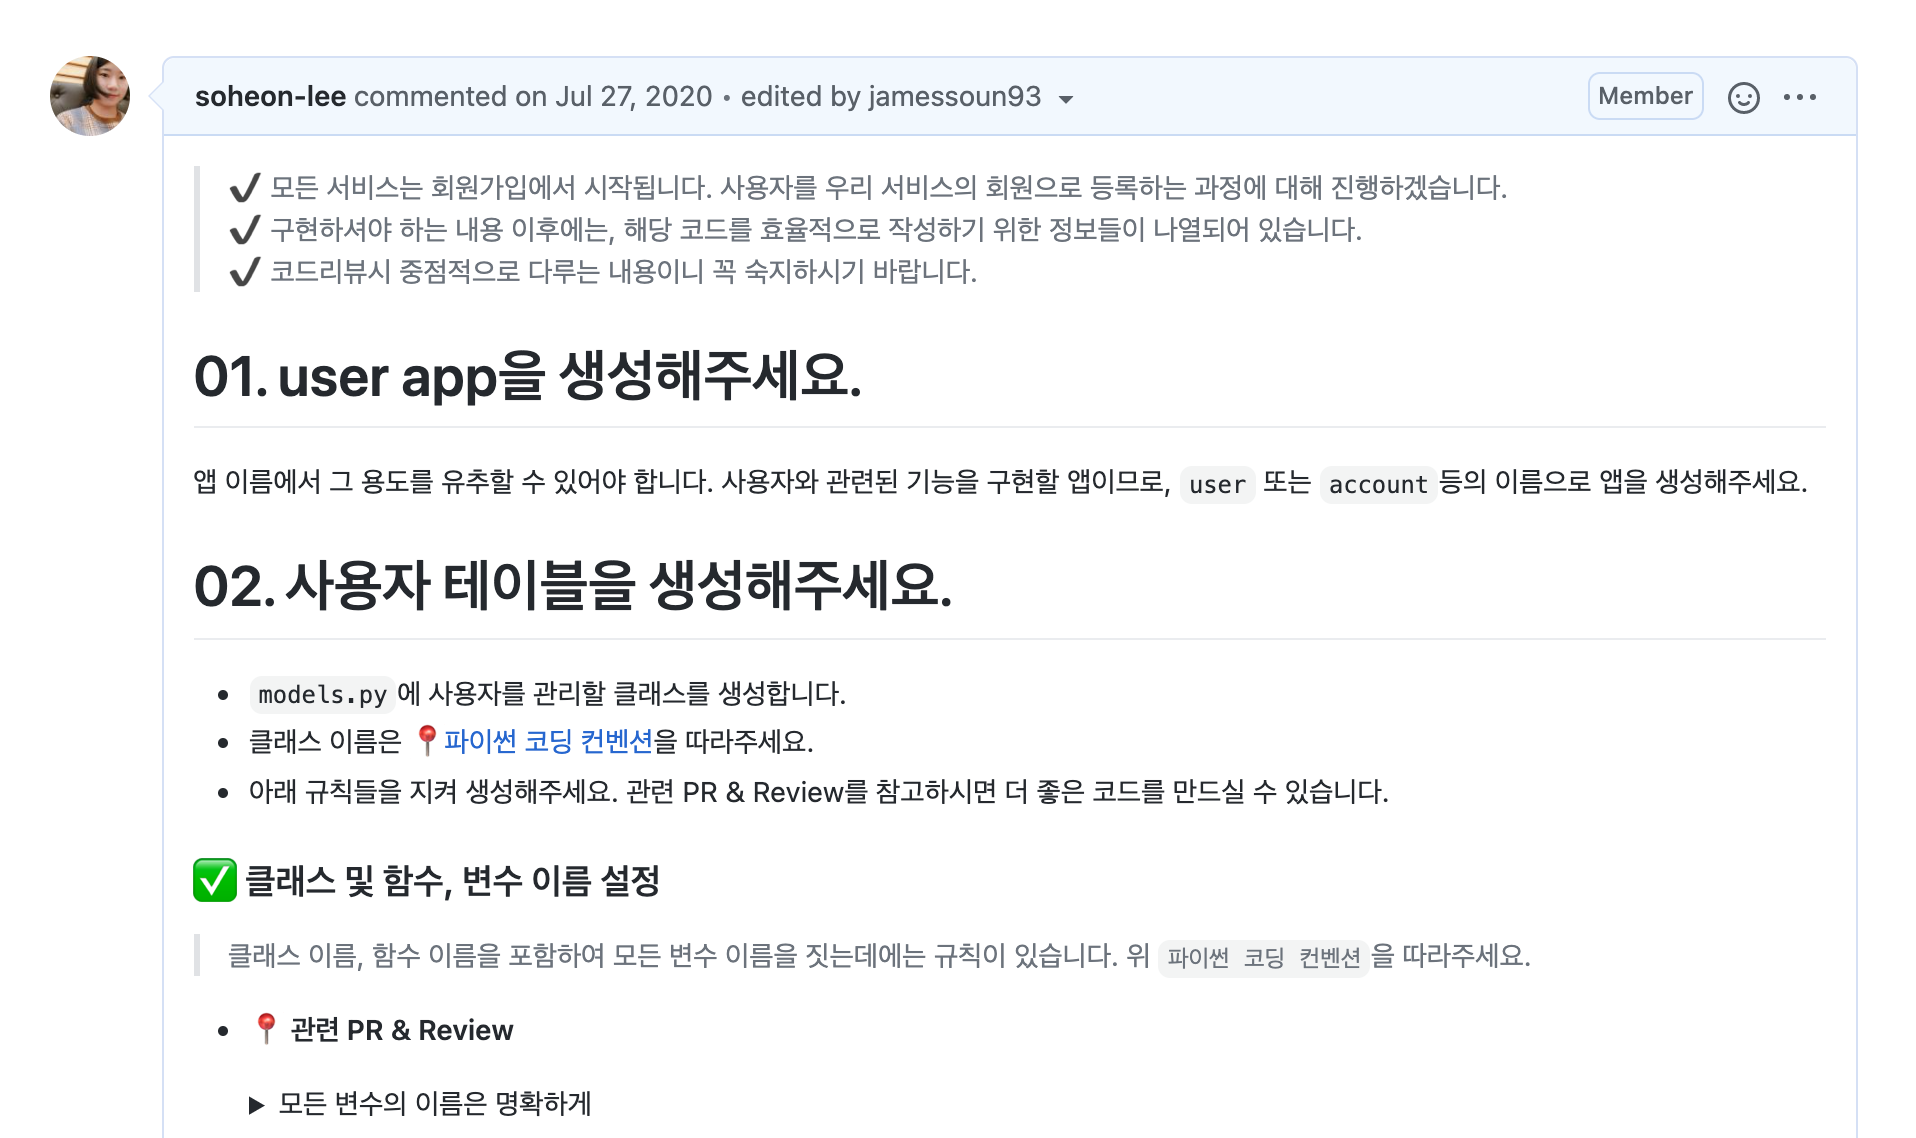 soheon-lee commented on Jul 27, 2020 • edited by jamessoun93
Member
✔ 모든 서비스는 회원가입에서 시작됩니다. 사용자를 우리 서비스의 회원으로 등록하는 과정에 대해 진행하겠습니다.
✔ 구현하셔야 하는 내용 이후에는, 해당 코드를 효율적으로 작성하기 위한 정보들이 나열되어 있습니다.
✔ 코드리뷰시 중점적으로 다루는 내용이니 꼭 숙지하시기 바랍니다.
01. user app을 생성해주세요.
앱 이름에서 그 용도를 유추할 수 있어야 합니다. 사용자와 관련된 기능을 구현할 앱이므로, user 또는 account등의 이름으로 앱을 생성해주세요.
02. 사용자 테이블을 생성해주세요.
• models.py에 사용자를 관리할 클래스를 생성합니다.
• 클래스 이름은 📍파이썬 코딩 컨벤션을 따라주세요.
• 아래 규칙들을 지켜 생성해주세요. 관련 PR & Review를 참고하시면 더 좋은 코드를 만드실 수 있습니다.
✅ 클래스 및 함수, 변수 이름 설정
클래스 이름, 함수 이름을 포함하여 모든 변수 이름을 짓는데에는 규칙이 있습니다. 위 파이썬 코딩 컨벤션을 따라주세요.
• 📍 관련 PR & Review
▶ 모든 변수의 이름은 명확하게